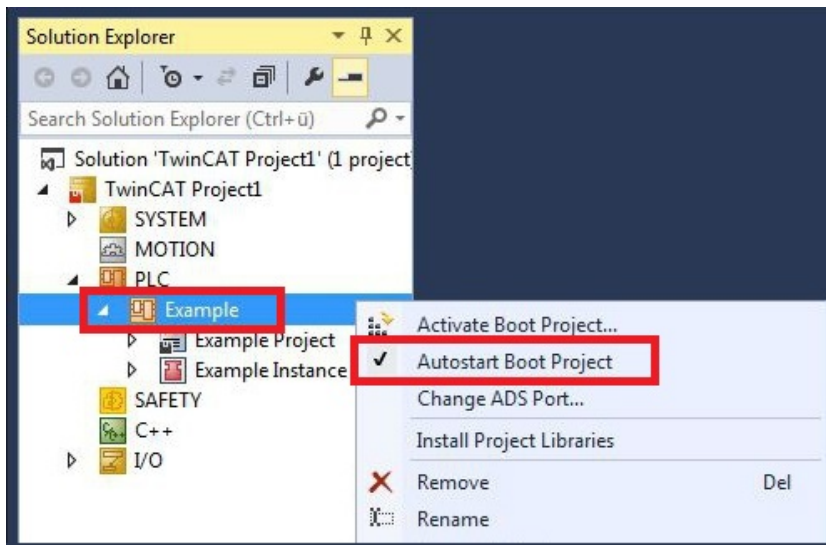 Solution Explorer
Search Solution Explorer (Ctrl+ü)
Solution 'TwinCAT Project1' (1 project
TwinCAT Project1
SYSTEM
MOTION
PLC
Example
Example Project
Example Instance
SAFETY
C++
I/O
Activate Boot Project...
Autostart Boot Project
Change ADS Port...
Install Project Libraries
Remove Del
Rename